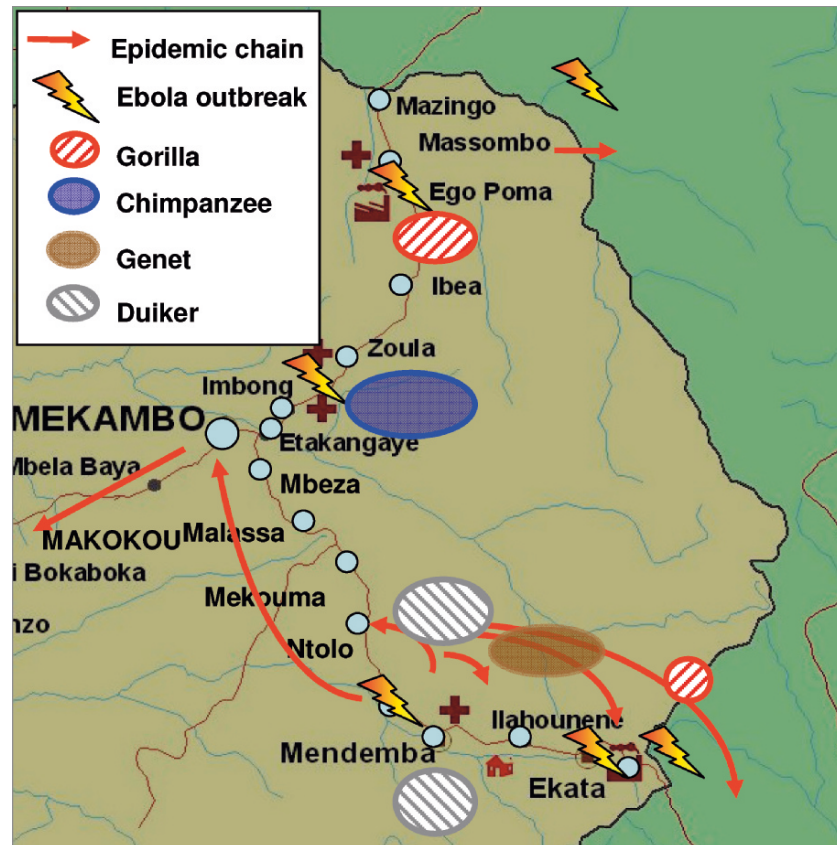 Epidemic chain
Ebola outbreak
Gorilla
Chimpanzee
Genet
Duiker
Mazingo
Massombo
Ego Poma
Ibea
Zoula
Imbong
MEKAMBO
Etakangaye
Mbela Baya
Mbeza
MAKOKOU
Malassa
i Bokaboka
Mekouma
nzo
Ntolo
Ilahounene
Mendemba
Ekata